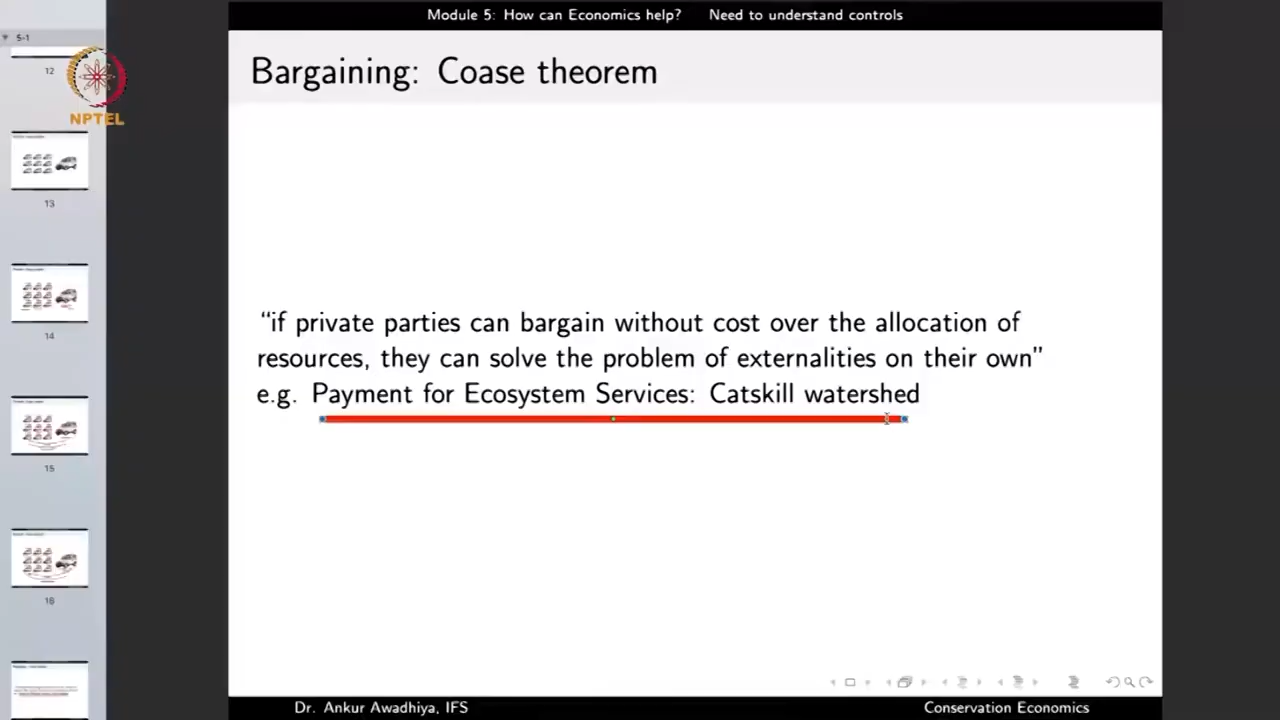 Module 5: How can Economics help? Need to understand controls
5-1
12
NPTEL
13
14
15
16
Bargaining: Coase theorem
“if private parties can bargain without cost over the allocation of
resources, they can solve the problem of externalities on their own”
e.g. Payment for Ecosystem Services: Catskill watershed
Dr. Ankur Awadhiya, IFS
Conservation Economics